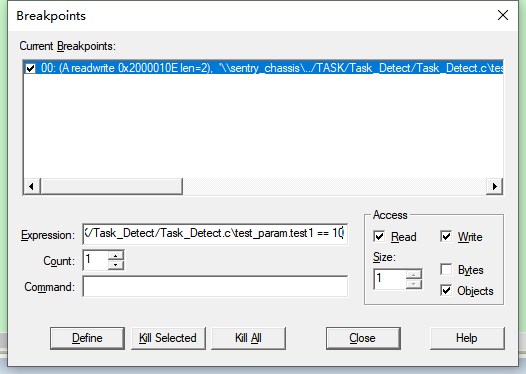 Breakpoints
Current Breakpoints:
00: (A readwrite 0x2000010E len=2), "\\sentry_chassis\../TASK/Task_Detect/Task_Detect.c\tes
Expression:
/Task_Detect/Task_Detect.c\test_param.test1 == 10
Count:
1
Command:
Access
Read
Write
Size:
1
Bytes
Objects
Define
Kill Selected
Kill All
Close
Help